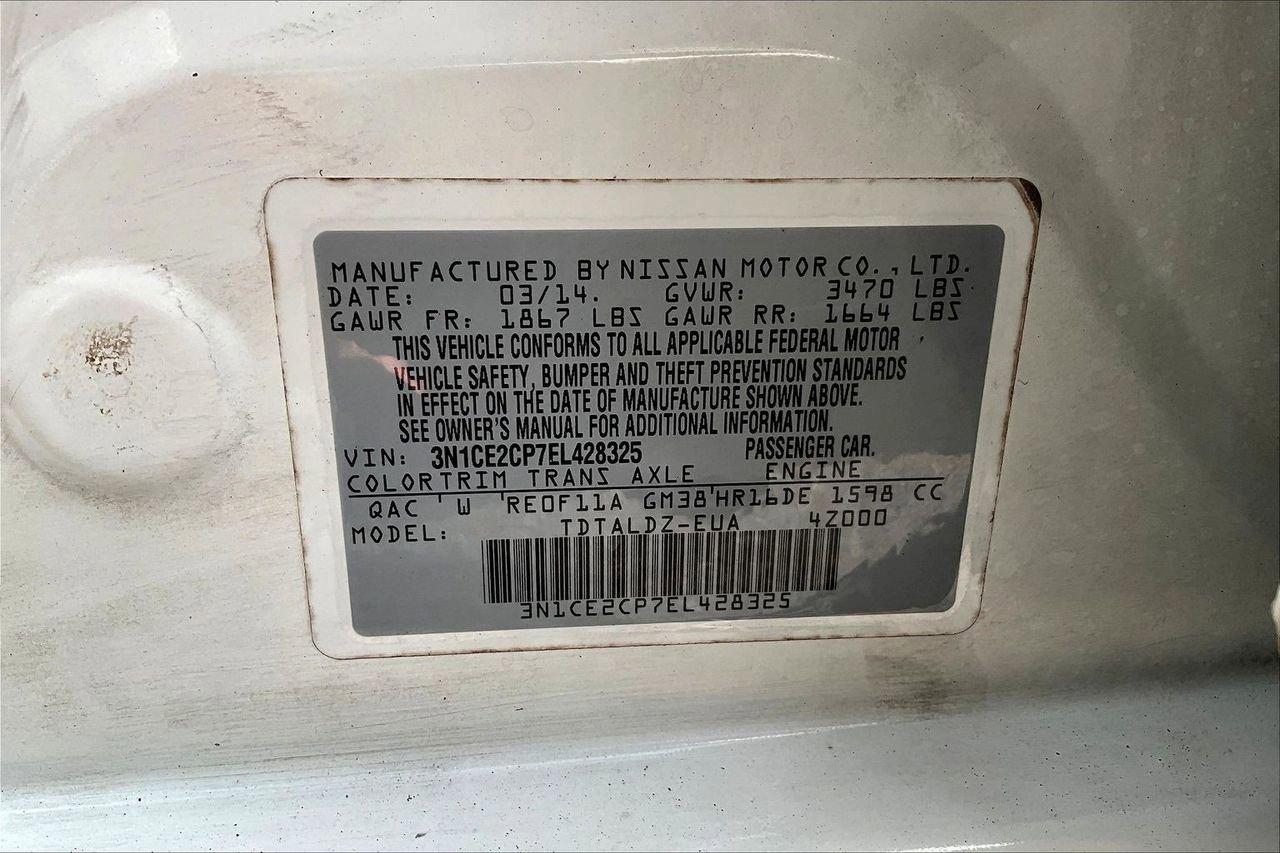 MANUFACTURED BY NISSAN MOTOR CO., LTD.
DATE: 03/14. GVWR: 3470 LBS
GAWR FR: 1867 LBS GAWR RR: 1664 LBS
THIS VEHICLE CONFORMS TO ALL APPLICABLE FEDERAL MOTOR
VEHICLE SAFETY, BUMPER AND THEFT PREVENTION STANDARDS
IN EFFECT ON THE DATE OF MANUFACTURE SHOWN ABOVE.
SEE OWNER'S MANUAL FOR ADDITIONAL INFORMATION.
VIN: 3N1CE2CP7EL428325 PASSENGER CAR.
COLOR TRIM TRANS AXLE ENGINE
QAC W RE0F11A GM38 HR16DE 1598 CC
MODEL: TDTALDZ-EUA 4Z000
3N1CE2CP7EL428325